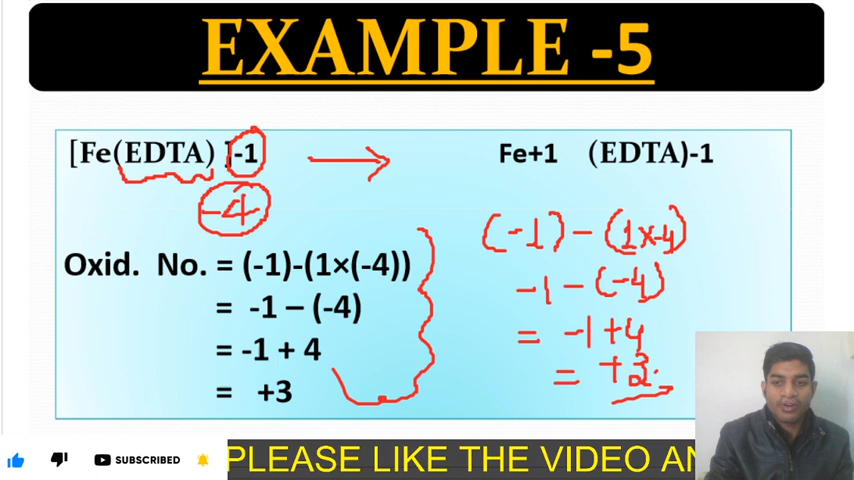 EXAMPLE -5
[Fe(EDTA) ]-1 Fe+1 (EDTA)-1
-4
Oxid. No. = (-1)-(1×(-4))
= -1 – (-4)
= -1 + 4
= +3
(-1) - (1x-4)
-1 - (-4)
= -1 +4
= +3
SUBSCRIBED
PLEASE LIKE THE VIDEO AN